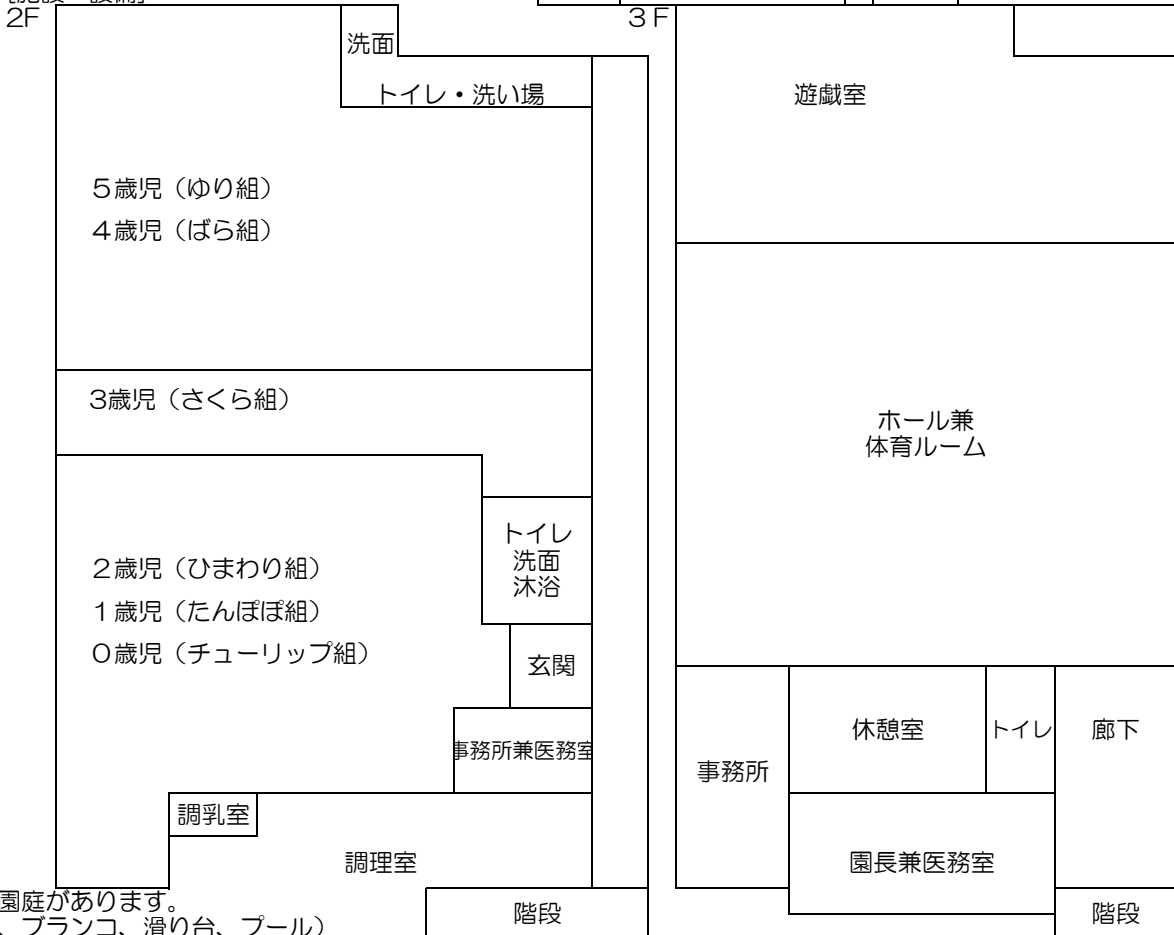 2F
洗面
トイレ・洗い場
5歳児（ゆり組）
4歳児（ばら組）
3歳児（さくら組）
トイレ
洗面
沐浴
2歳児（ひまわり組）
1歳児（たんぽぽ組）
0歳児（チューリップ組）
玄関
事務所兼医務室
調乳室
調理室
階段
園庭があります。
、ブランコ、滑り台、プール）
3F
遊戯室
ホール兼
体育ルーム
休憩室
トイレ
廊下
事務所
園長兼医務室
階段